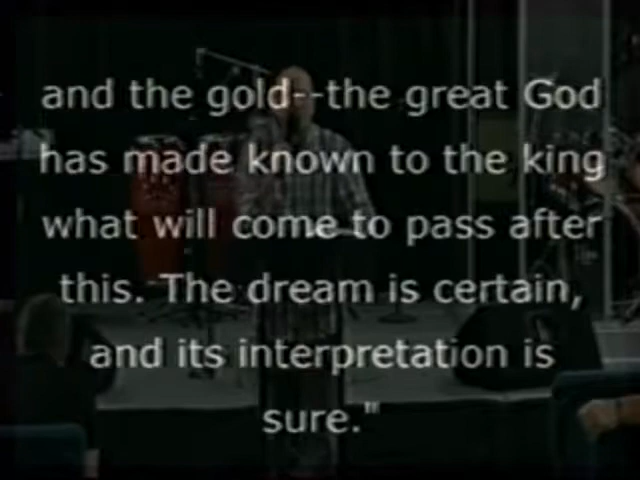 and the gold--the great God
has made known to the king
what will come to pass after
this. The dream is certain,
and its interpretation is
sure."